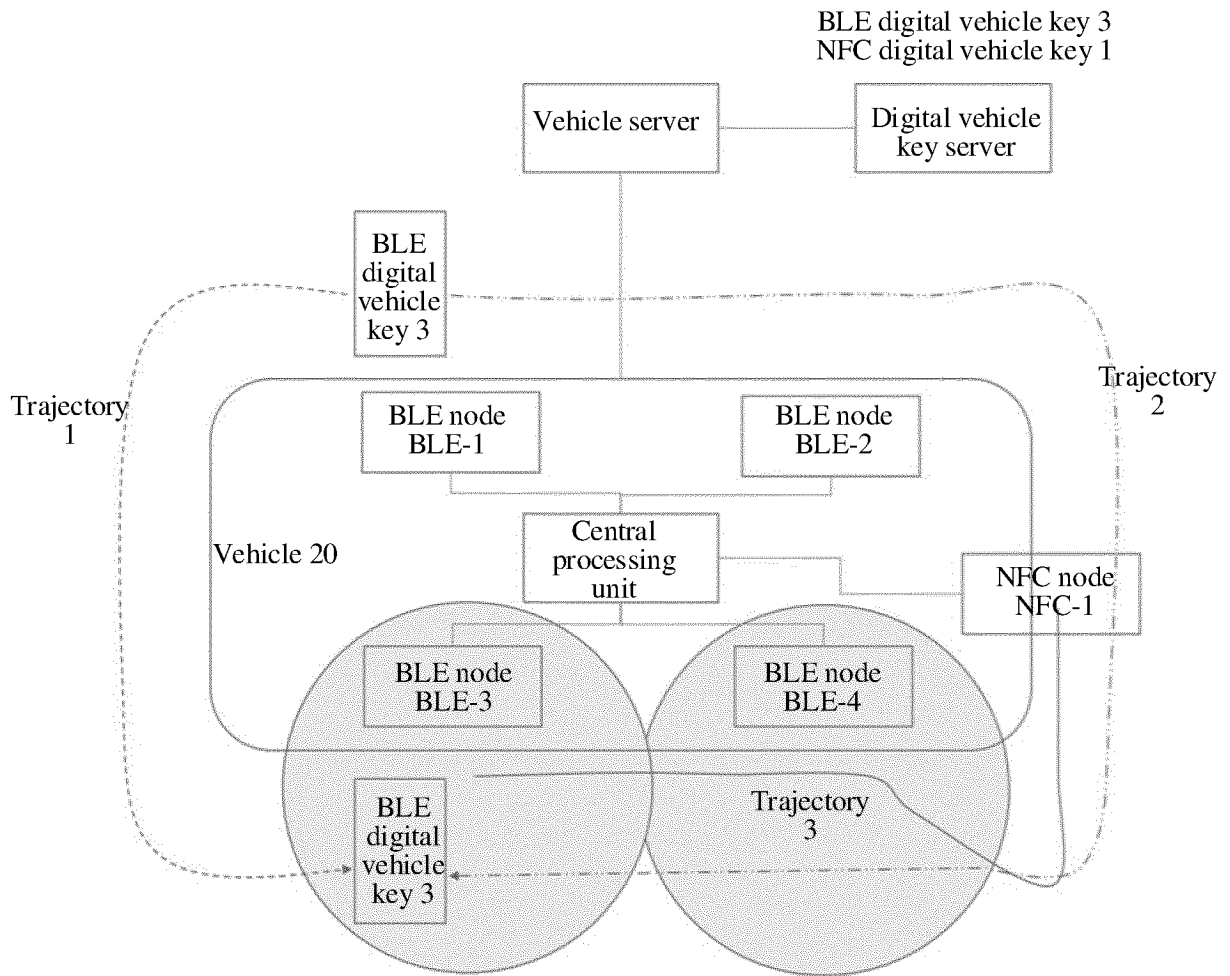 BLE digital vehicle key 3
NFC digital vehicle key 1
Vehicle server
Digital vehicle
key server
BLE
digital
vehicle
key 3
Trajectory
1
Trajectory
2
BLE node
BLE-1
BLE node
BLE-2
Vehicle 20
Central
processing
unit
NFC node
NFC-1
BLE node
BLE-3
BLE node
BLE-4
BLE
digital
vehicle
key 3
Trajectory
3